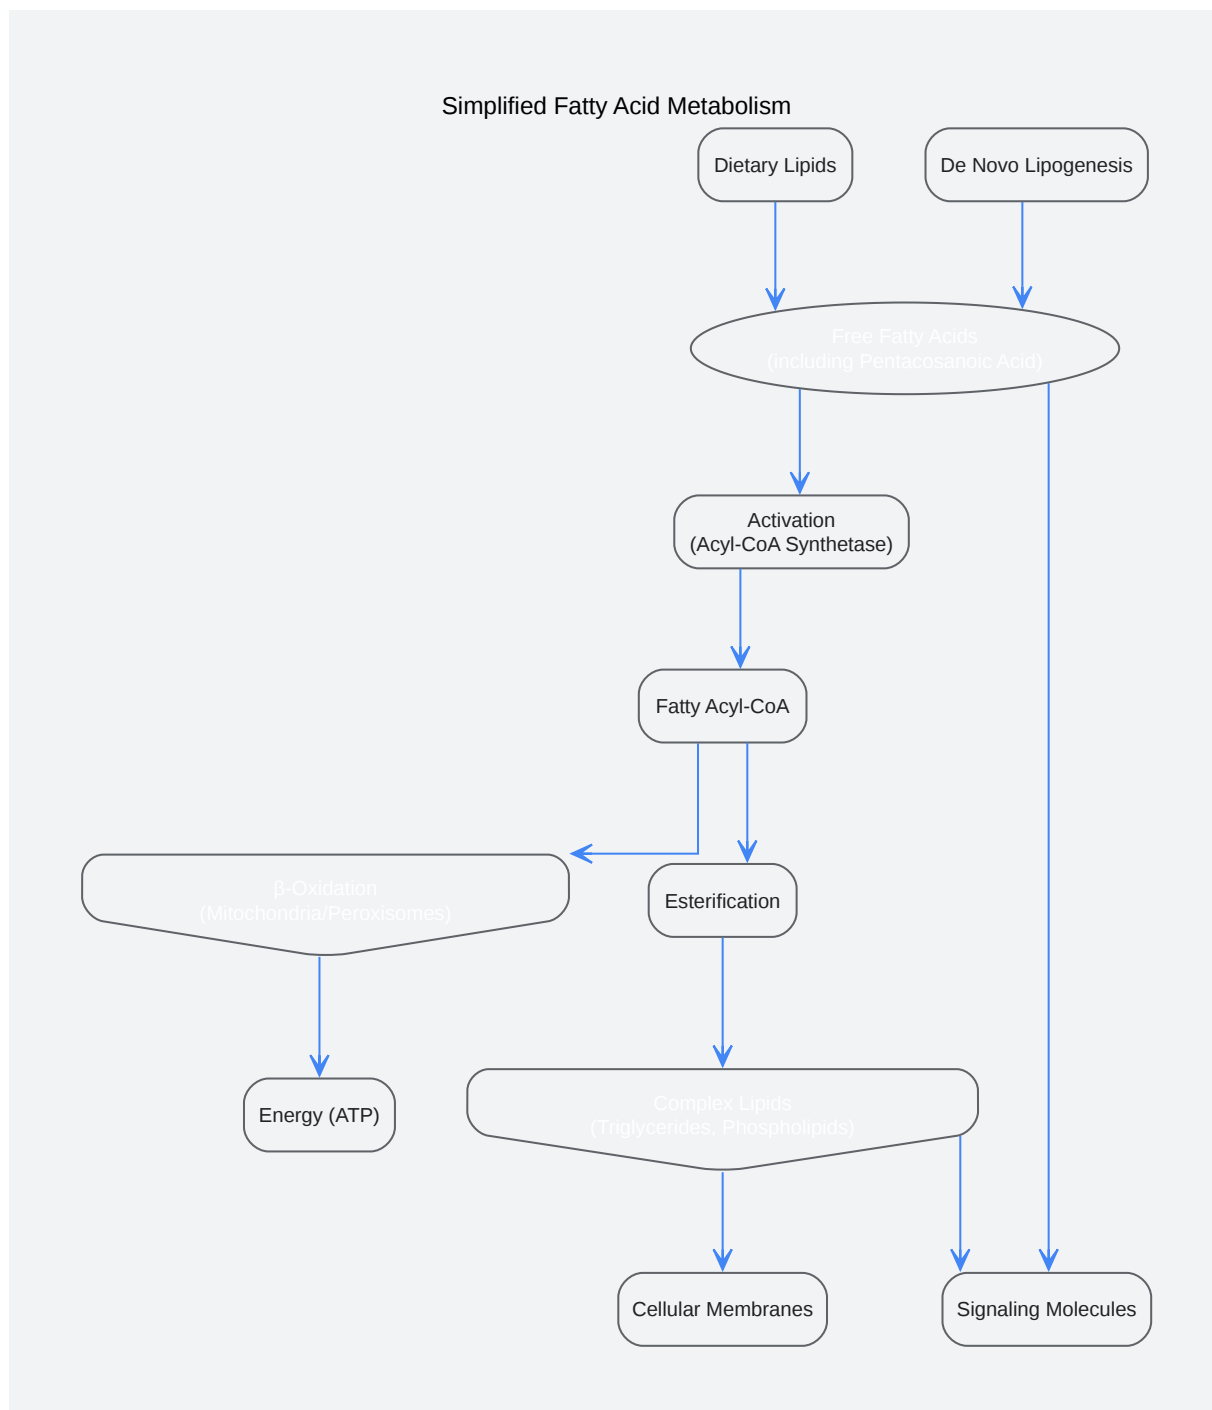 Simplified Fatty Acid Metabolism
Dietary Lipids
De Novo Lipogenesis
Free Fatty Acids
(including Pentacosanoic Acid)
Activation
(Acyl-CoA Synthetase)
Fatty Acyl-CoA
β-Oxidation
(Mitochondria/Peroxisomes)
Esterification
Energy (ATP)
Complex Lipids
(Triglycerides, Phospholipids)
Cellular Membranes
Signaling Molecules